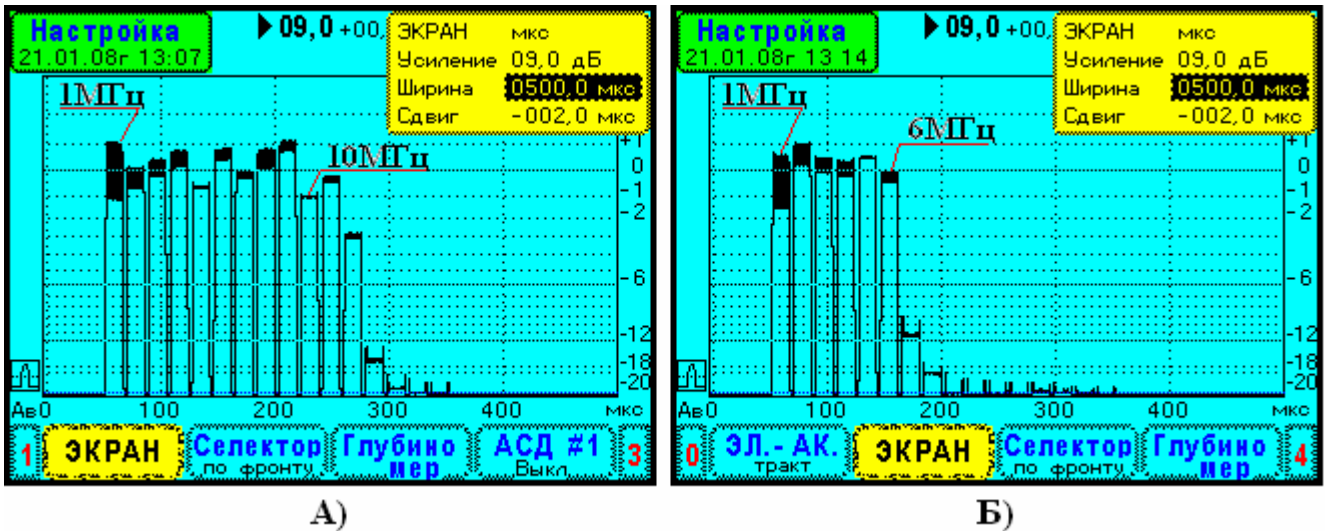 Настройка
21.01.08г 13:07
09,0 +00,
ЭКРАН мкс
Усиление 09,0 дБ
Ширина 0500,0 мкс
Сдвиг -002,0 мкс
1МГц
10МГц
+1
0
-1
-2
-6
-12
-18
-20
Ав0 100 200 300 400 мкс
1 ЭКРАН Селектор по фронту Глубино мер АСД #1 Выкл 3
А)
Настройка
21.01.08г 13 14
09,0 +00,
ЭКРАН мкс
Усиление 09,0 дБ
Ширина 0500,0 мкс
Сдвиг -002,0 мкс
1МГц
6МГц
+1
0
-1
-2
-6
-12
-18
-20
Ав0 100 200 300 400 мкс
0 ЭЛ.- АК. тракт ЭКРАН Селектор по фронту Глубино мер 4
Б)